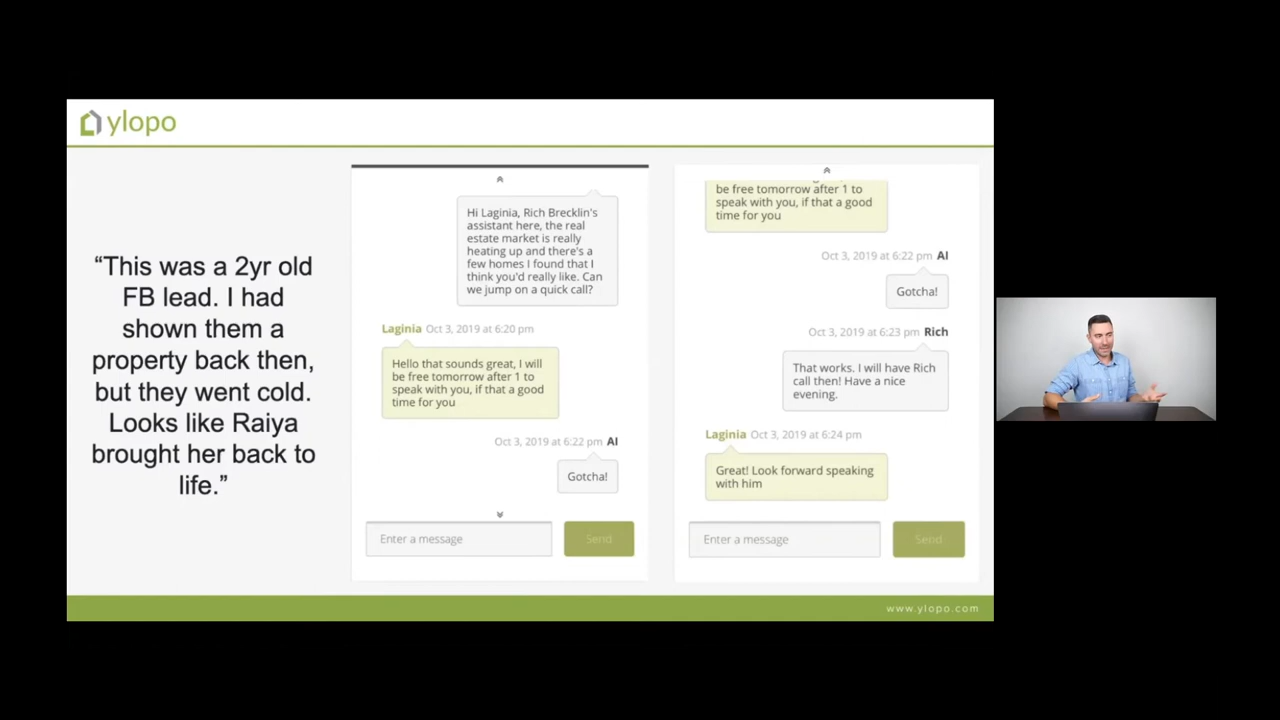 ylopo
“This was a 2yr old
FB lead. I had
shown them a
property back then,
but they went cold.
Looks like Raiya
brought her back to
life.”
Hi Laginia, Rich Brecklin's
assistant here, the real
estate market is really
heating up and there's a
few homes I found that I
think you'd really like. Can
we jump on a quick call?
Laginia Oct 3, 2019 at 6:20 pm
Hello that sounds great, I will
be free tomorrow after 1 to
speak with you, if that a good
time for you
Oct 3, 2019 at 6:22 pm AI
Gotcha!
Enter a message
Send
be free tomorrow after 1 to
speak with you, if that a good
time for you
Oct 3, 2019 at 6:22 pm AI
Gotcha!
Oct 3, 2019 at 6:23 pm Rich
That works. I will have Rich
call then! Have a nice
evening.
Laginia Oct 3, 2019 at 6:24 pm
Great! Look forward speaking
with him
Enter a message
Send
www.ylopo.com